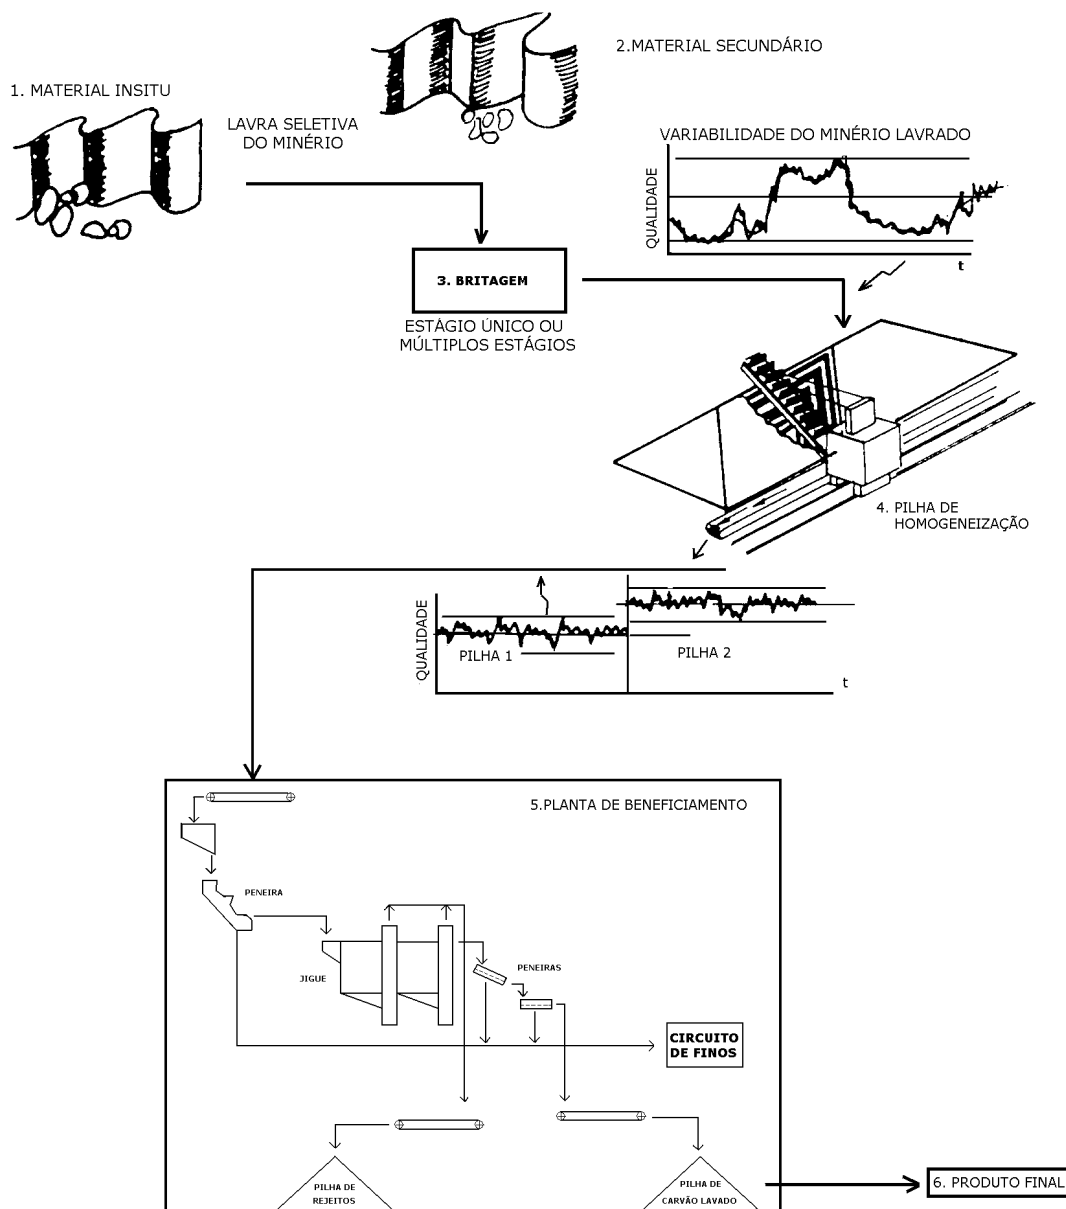 2.MATERIAL SECUNDÁRIO
1. MATERIAL INSITU
LAVRA SELETIVA
DO MINÉRIO
VARIABILIDADE DO MINÉRIO LAVRADO
QUALIDADE
t
3. BRITAGEM
ESTÁGIO ÚNICO OU
MÚLTIPLOS ESTÁGIOS
4. PILHA DE
HOMOGENEIZAÇÃO
QUALIDADE
PILHA 1
PILHA 2
t
5.PLANTA DE BENEFICIAMENTO
PENEIRA
JIGUE
PENEIRAS
CIRCUITO
DE FINOS
PILHA DE
REJEITOS
PILHA DE
CARVÃO LAVADO
6. PRODUTO FINAL